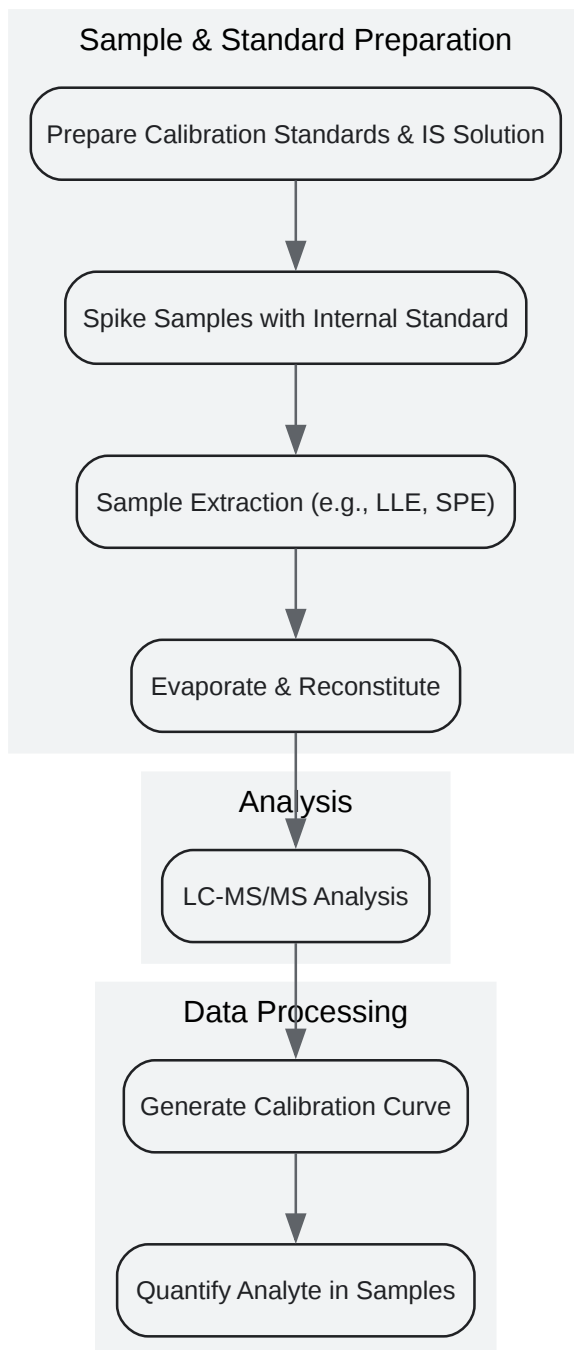 Sample & Standard Preparation
Prepare Calibration Standards & IS Solution
Spike Samples with Internal Standard
Sample Extraction (e.g., LLE, SPE)
Evaporate & Reconstitute
Analysis
LC-MS/MS Analysis
Data Processing
Generate Calibration Curve
Quantify Analyte in Samples